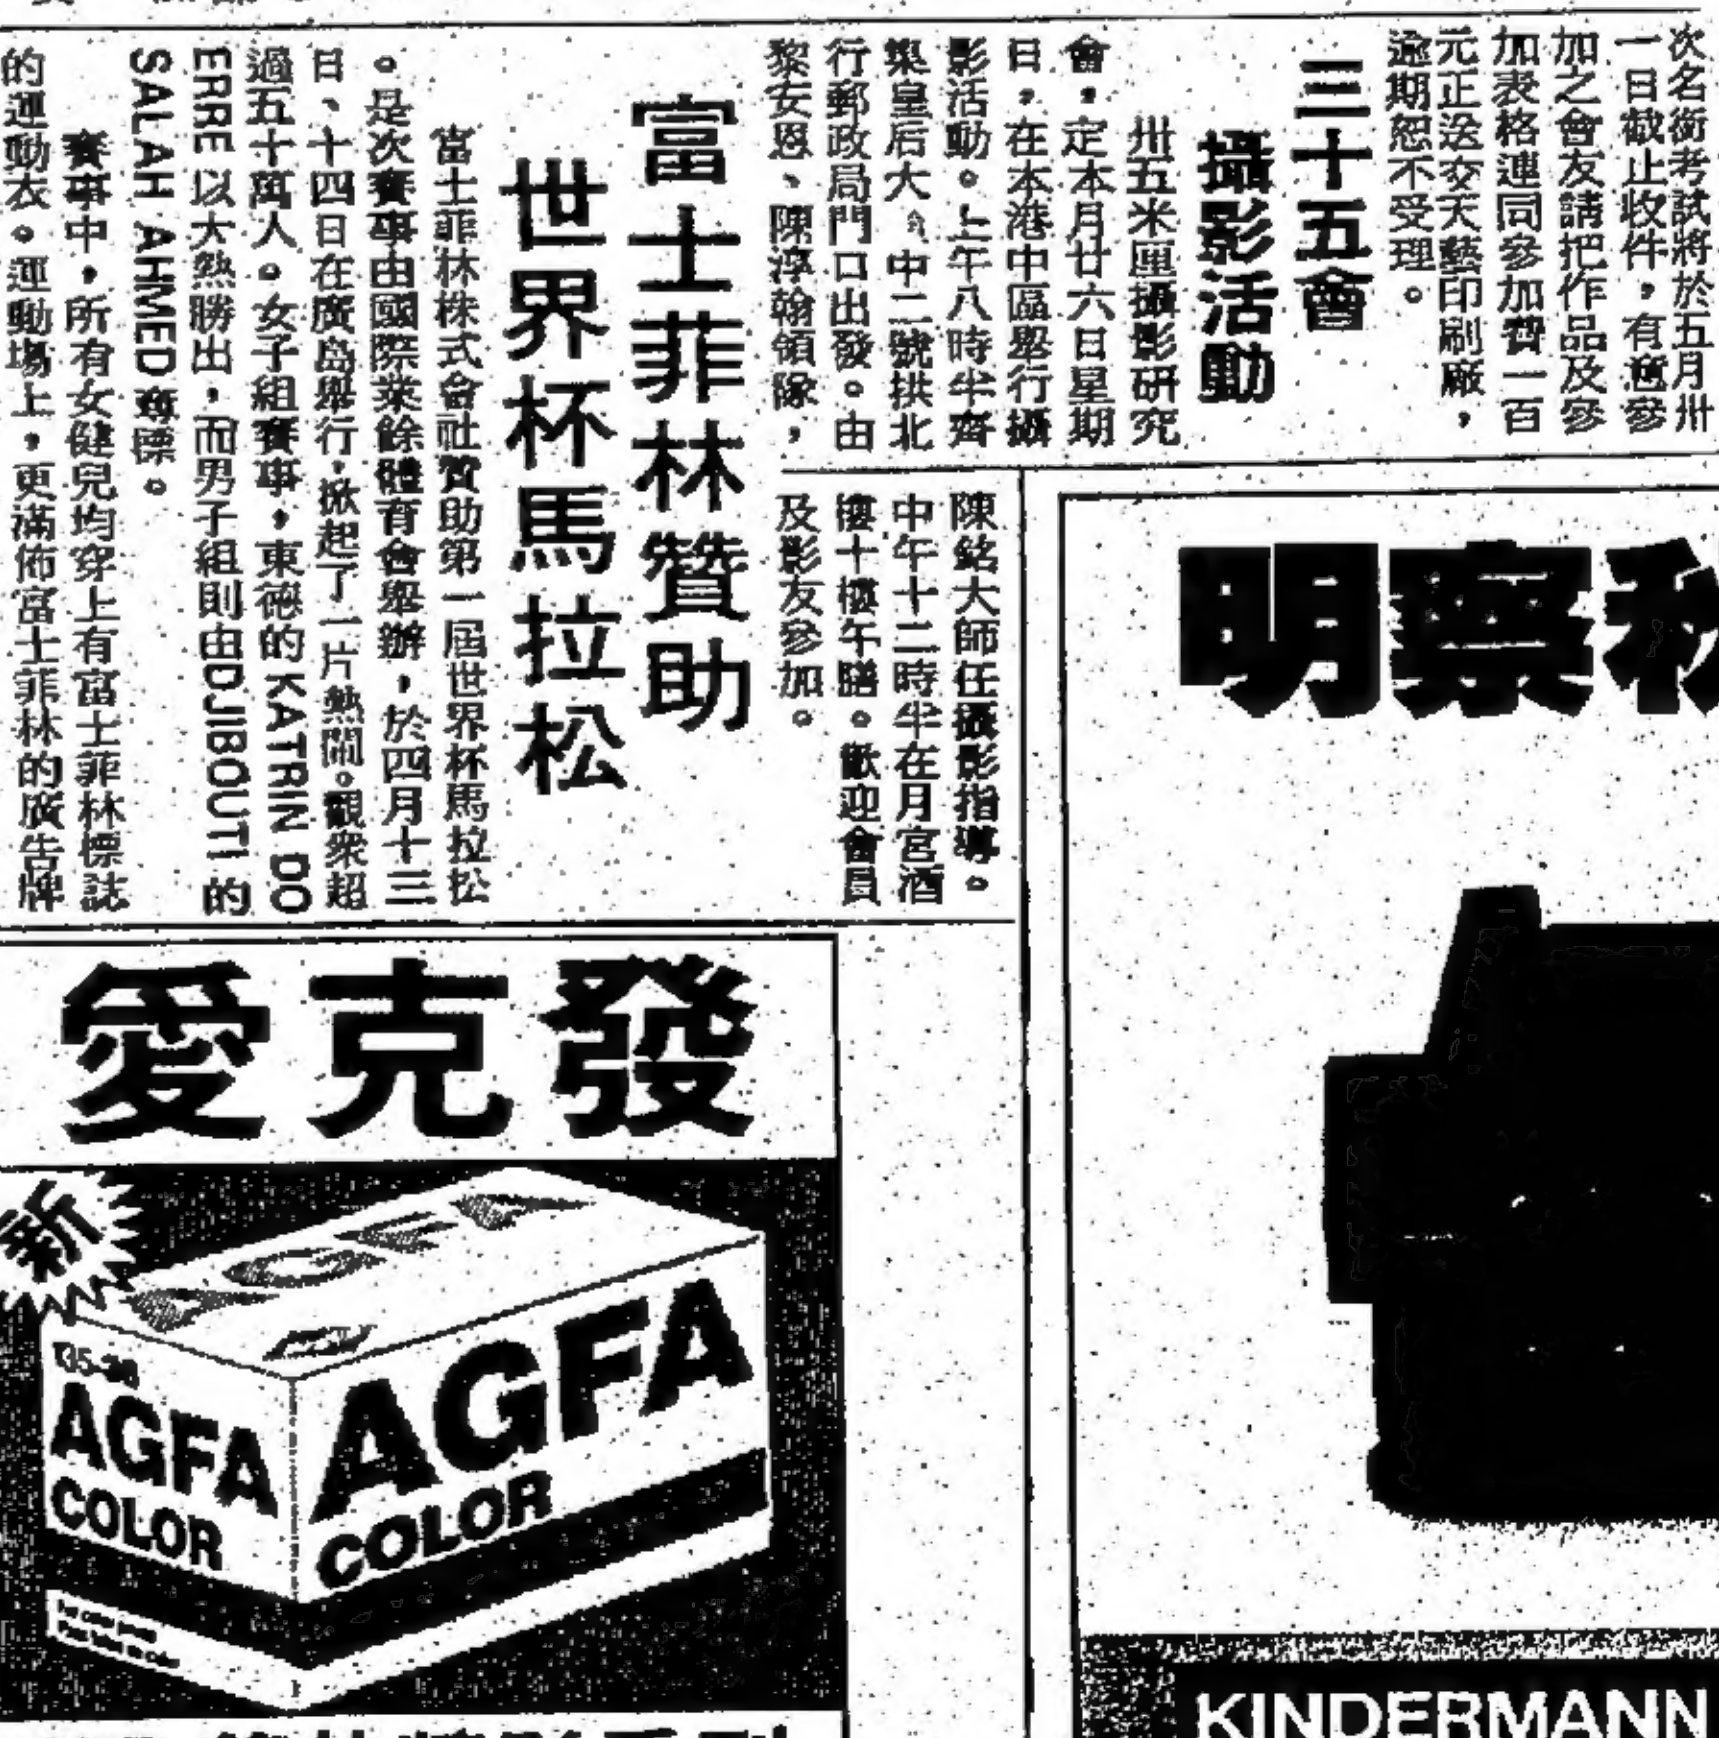 次名銜考試將於五月卅
一日截止收件，有意參
加之會友請把作品及參
加表格連同參加費一百
元正送交天藝印刷廠，
逾期恕不受理。
三十五會
攝影活動
卅五米厘攝影研究
會，定本月廿六日星期
日，在本港中區舉行攝
影活動。上午八時半齊
集皇后大道中二號拱北
行郵政局門口出發。由
黎安恩、陳淳翰領隊，
陳銘大師任攝影指導。
中午十二時半在月宮酒
樓十樓午膳。歡迎會員
及影友參加。
富士菲林贊助
世界杯馬拉松
富士菲林株式會社贊助第一屆世界杯馬拉松
。是次賽事由國際業餘體育會舉辦，於四月十三
日、十四日在廣島舉行，掀起了一片熱鬧。觀衆超
過五十萬人。女子組賽事，東德的 KATRIN DO
ERRE 以大熱勝出，而男子組則由DJIBOUTI 的
SALAH AHMED 奪標。
賽事中，所有女健兒均穿上有富士菲林標誌
的運動衣。運動場上，更滿佈富士菲林的廣告牌
明察秋
愛克發
新
135-36
AGFA
COLOR
AGFA
COLOR
KINDERMANN